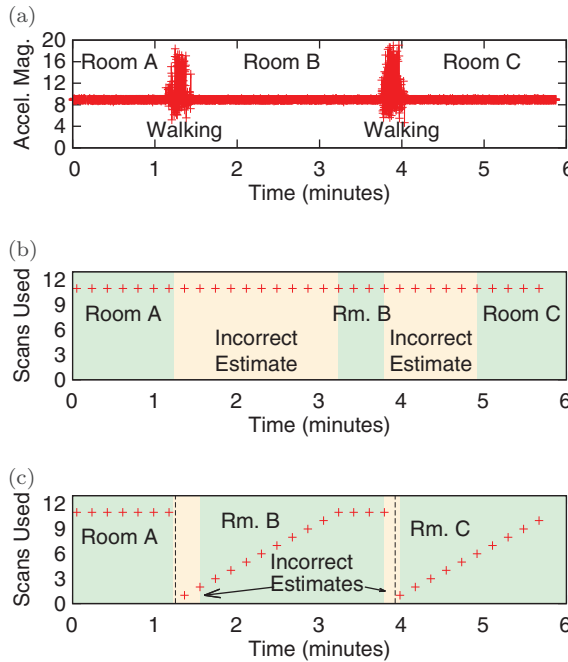 (a)
20
16
12
8
4
0
Accel. Mag.
Room A
Room B
Room C
Walking
Walking
0 1 2 3 4 5 6
Time (minutes)
(b)
12
9
6
3
0
Scans Used
Room A
Rm. B
Room C
Incorrect
Estimate
Incorrect
Estimate
0 1 2 3 4 5 6
Time (minutes)
(c)
12
9
6
3
0
Scans Used
Room A
Rm. B
Rm. C
Incorrect
Estimates
0 1 2 3 4 5 6
Time (minutes)